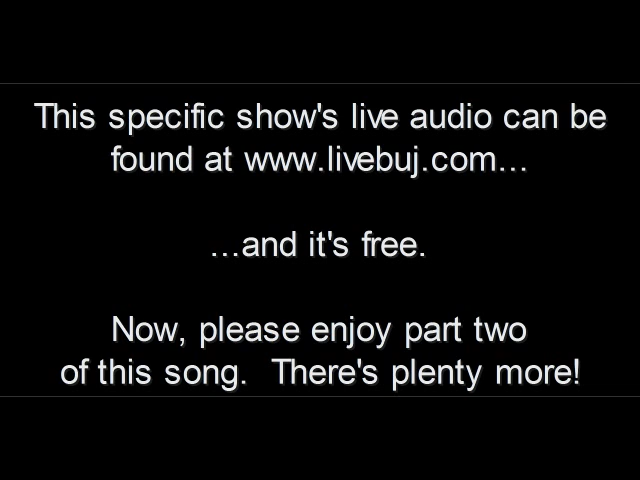 This specific show's live audio can be
found at www.livebuj.com...
...and it's free.
Now, please enjoy part two
of this song.  There's plenty more!